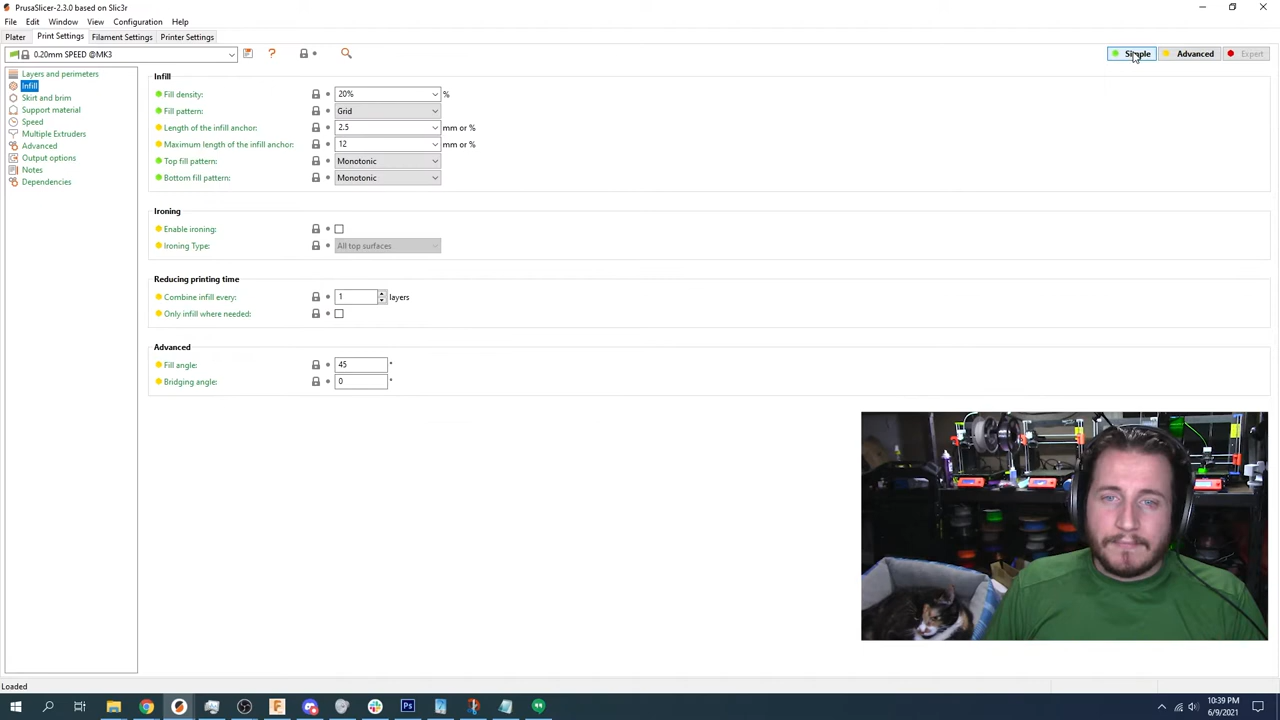 PrusaSlicer-2.3.0 based on Slic3r
File Edit Window View Configuration Help
Plater Print Settings Filament Settings Printer Settings
0.20mm SPEED @MK3 Simple Advanced Expert
Layers and perimeters
Infill
Skirt and brim
Support material
Speed
Multiple Extruders
Advanced
Output options
Notes
Dependencies
Infill
Fill density: 20% %
Fill pattern: Grid
Length of the infill anchor: 2.5 mm or %
Maximum length of the infill anchor: 12 mm or %
Top fill pattern: Monotonic
Bottom fill pattern: Monotonic
Ironing
Enable ironing:
Ironing Type: All top surfaces
Reducing printing time
Combine infill every: 1 layers
Only infill where needed:
Advanced
Fill angle: 45 °
Bridging angle: 0 °
Loaded
10:39 PM
6/9/2021